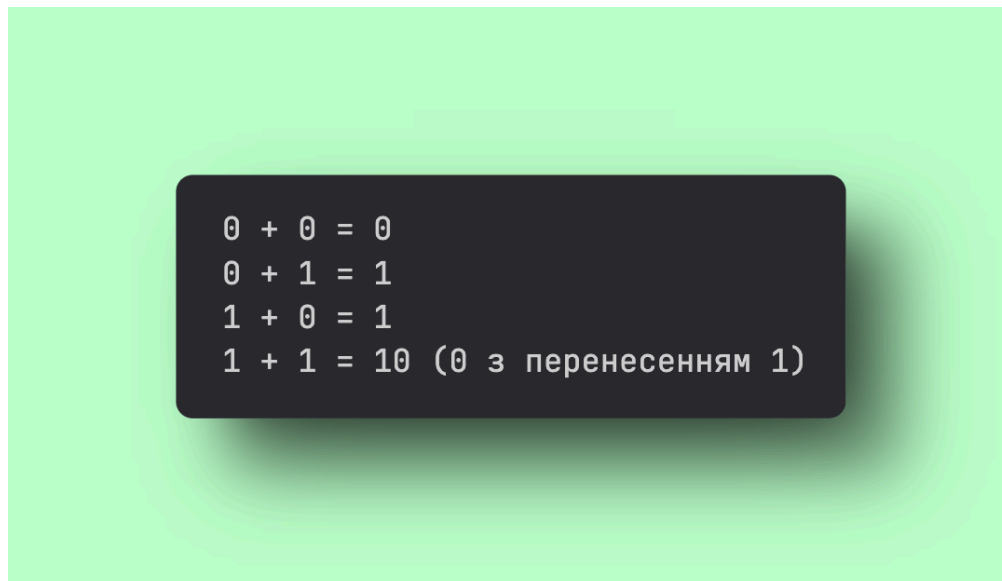 0 + 0 = 0
0 + 1 = 1
1 + 0 = 1
1 + 1 = 10 (0 з перенесенням 1)